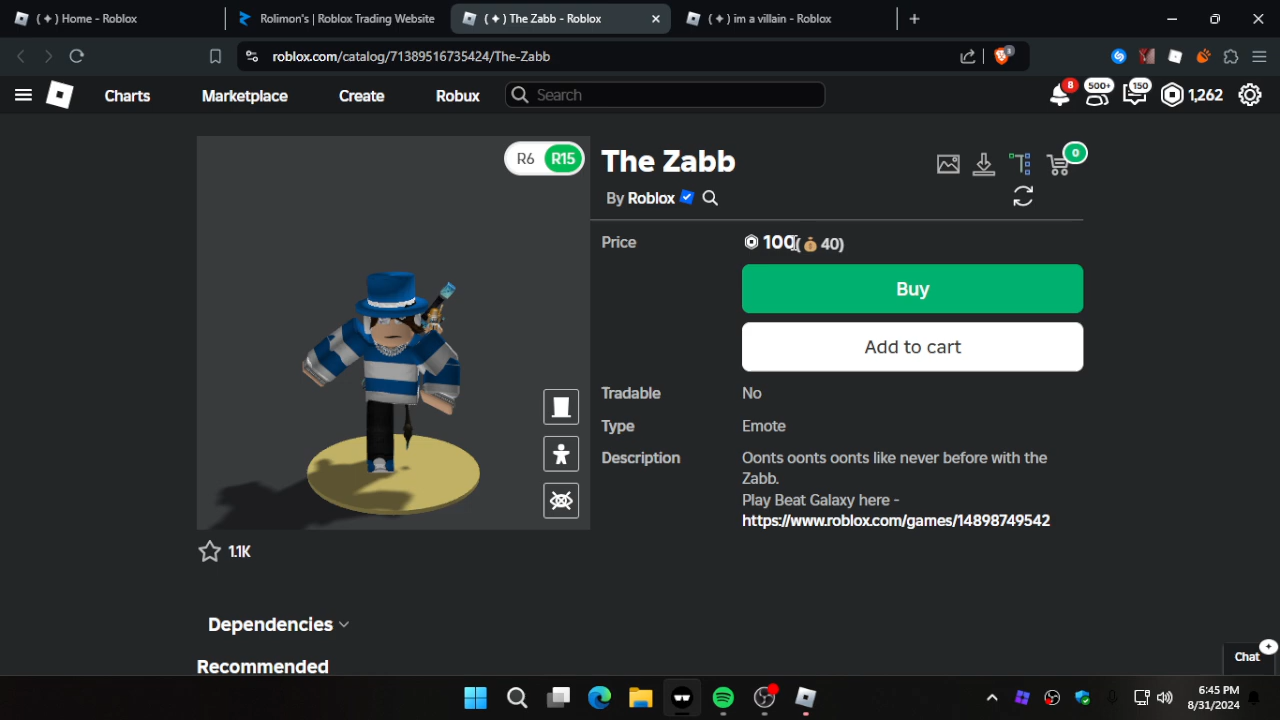 ( ✦ ) Home - Roblox
Rolimon's | Roblox Trading Website
( ✦ ) The Zabb - Roblox
( ✦ ) im a villain - Roblox
roblox.com/catalog/71389516735424/The-Zabb
1
Charts
Marketplace
Create
Robux
Search
8
500+
150
1,262
R6
R15
The Zabb
0
By Roblox
Price
100 (💰 40)
Buy
Add to cart
Tradable
No
Type
Emote
Description
Oonts oonts oonts like never before with the
Zabb.
Play Beat Galaxy here -
https://www.roblox.com/games/14898749542
1.1K
Dependencies
Recommended
Chat
6:45 PM
8/31/2024